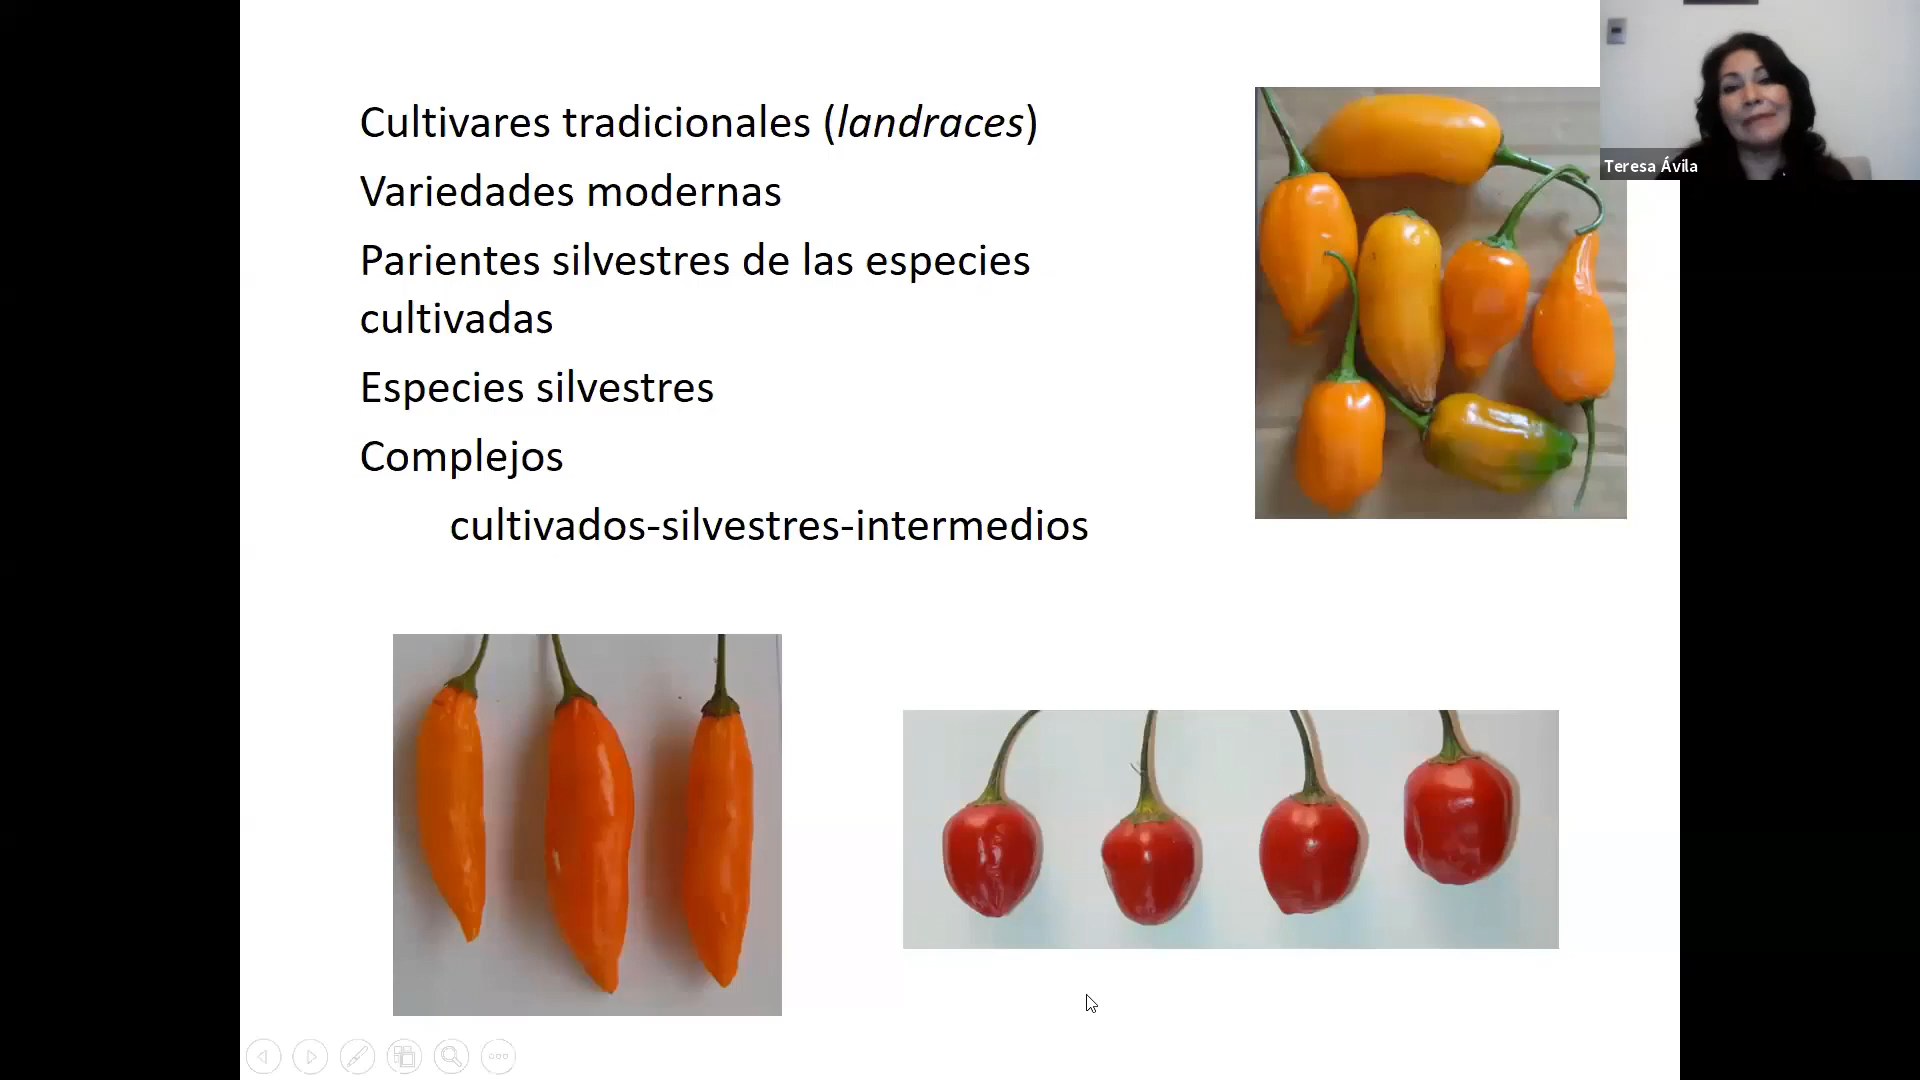 Cultivares tradicionales (landraces)
Variedades modernas
Parientes silvestres de las especies
cultivadas
Especies silvestres
Complejos
cultivados-silvestres-intermedios
Teresa Ávila